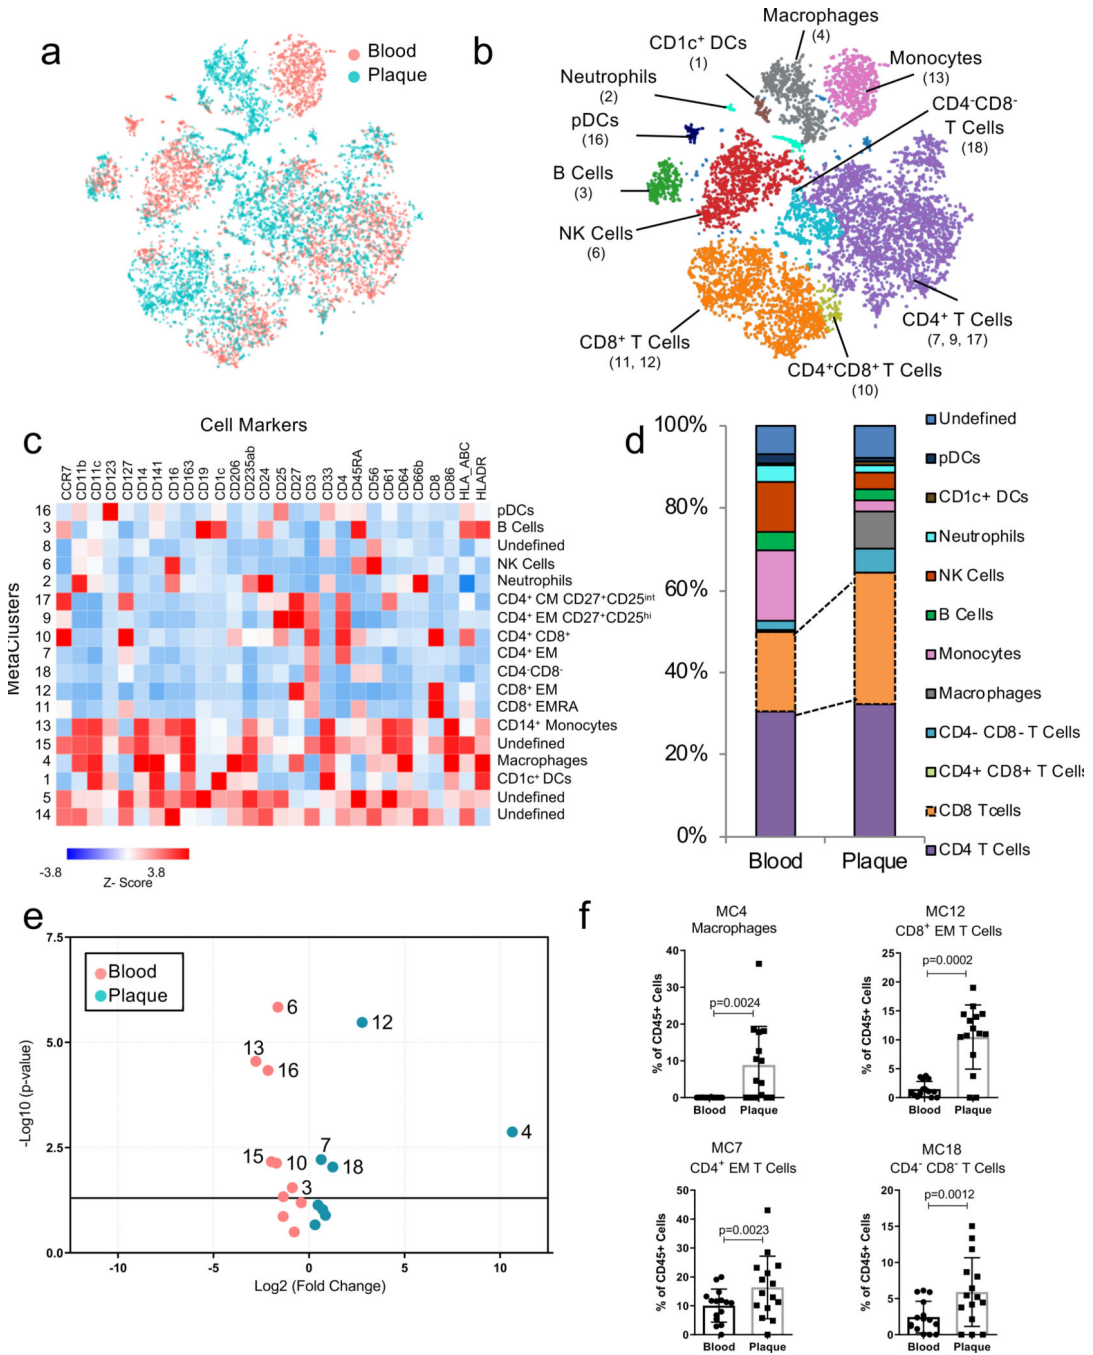 a
Blood
Plaque
b
Macrophages
(4)
CD1c⁺ DCs
(1)
Neutrophils
(2)
pDCs
(16)
B Cells
(3)
NK Cells
(6)
Monocytes
(13)
CD4⁻CD8⁻
T Cells
(18)
CD8⁺ T Cells
(11, 12)
CD4⁺ T Cells
(7, 9, 17)
CD4⁺CD8⁺ T Cells
(10)
c
Cell Markers
CCR7 CD11b CD11c CD123 CD127 CD14 CD141 CD16 CD163 CD19 CD1c CD206 CD235ab CD24 CD25 CD27 CD3 CD33 CD4 CD45RA CD56 CD61 CD64 CD66b CD8 CD86 HLA_ABC HLADR
MetaClusters
16 pDCs
3 B Cells
8 Undefined
6 NK Cells
2 Neutrophils
17 CD4⁺ CM CD27⁺CD25ⁱⁿᵗ
9 CD4⁺ EM CD27⁺CD25ʰⁱ
10 CD4⁺ CD8⁺
7 CD4⁺ EM
18 CD4⁻CD8⁻
12 CD8⁺ EM
11 CD8⁺ EMRA
13 CD14⁺ Monocytes
15 Undefined
4 Macrophages
1 CD1c⁺ DCs
5 Undefined
14 Undefined
-3.8 3.8
Z- Score
d
100%
80%
60%
40%
20%
0%
Blood Plaque
Undefined
pDCs
CD1c+ DCs
Neutrophils
NK Cells
B Cells
Monocytes
Macrophages
CD4- CD8- T Cells
CD4+ CD8+ T Cells
CD8 Tcells
CD4 T Cells
e
7.5
5.0
2.5
0.0
-Log10 (p-value)
Blood
Plaque
6
12
13
16
4
7
15
10
18
3
-10 -5 0 5 10
Log2 (Fold Change)
f
MC4
Macrophages
% of CD45+ Cells
40
30
20
10
0
p=0.0024
Blood Plaque
MC12
CD8⁺ EM T Cells
% of CD45+ Cells
25
20
15
10
5
0
p=0.0002
Blood Plaque
MC7
CD4⁺ EM T Cells
% of CD45+ Cells
50
40
30
20
10
0
p=0.0023
Blood Plaque
MC18
CD4⁻ CD8⁻ T Cells
% of CD45+ Cells
20
15
10
5
0
p=0.0012
Blood Plaque